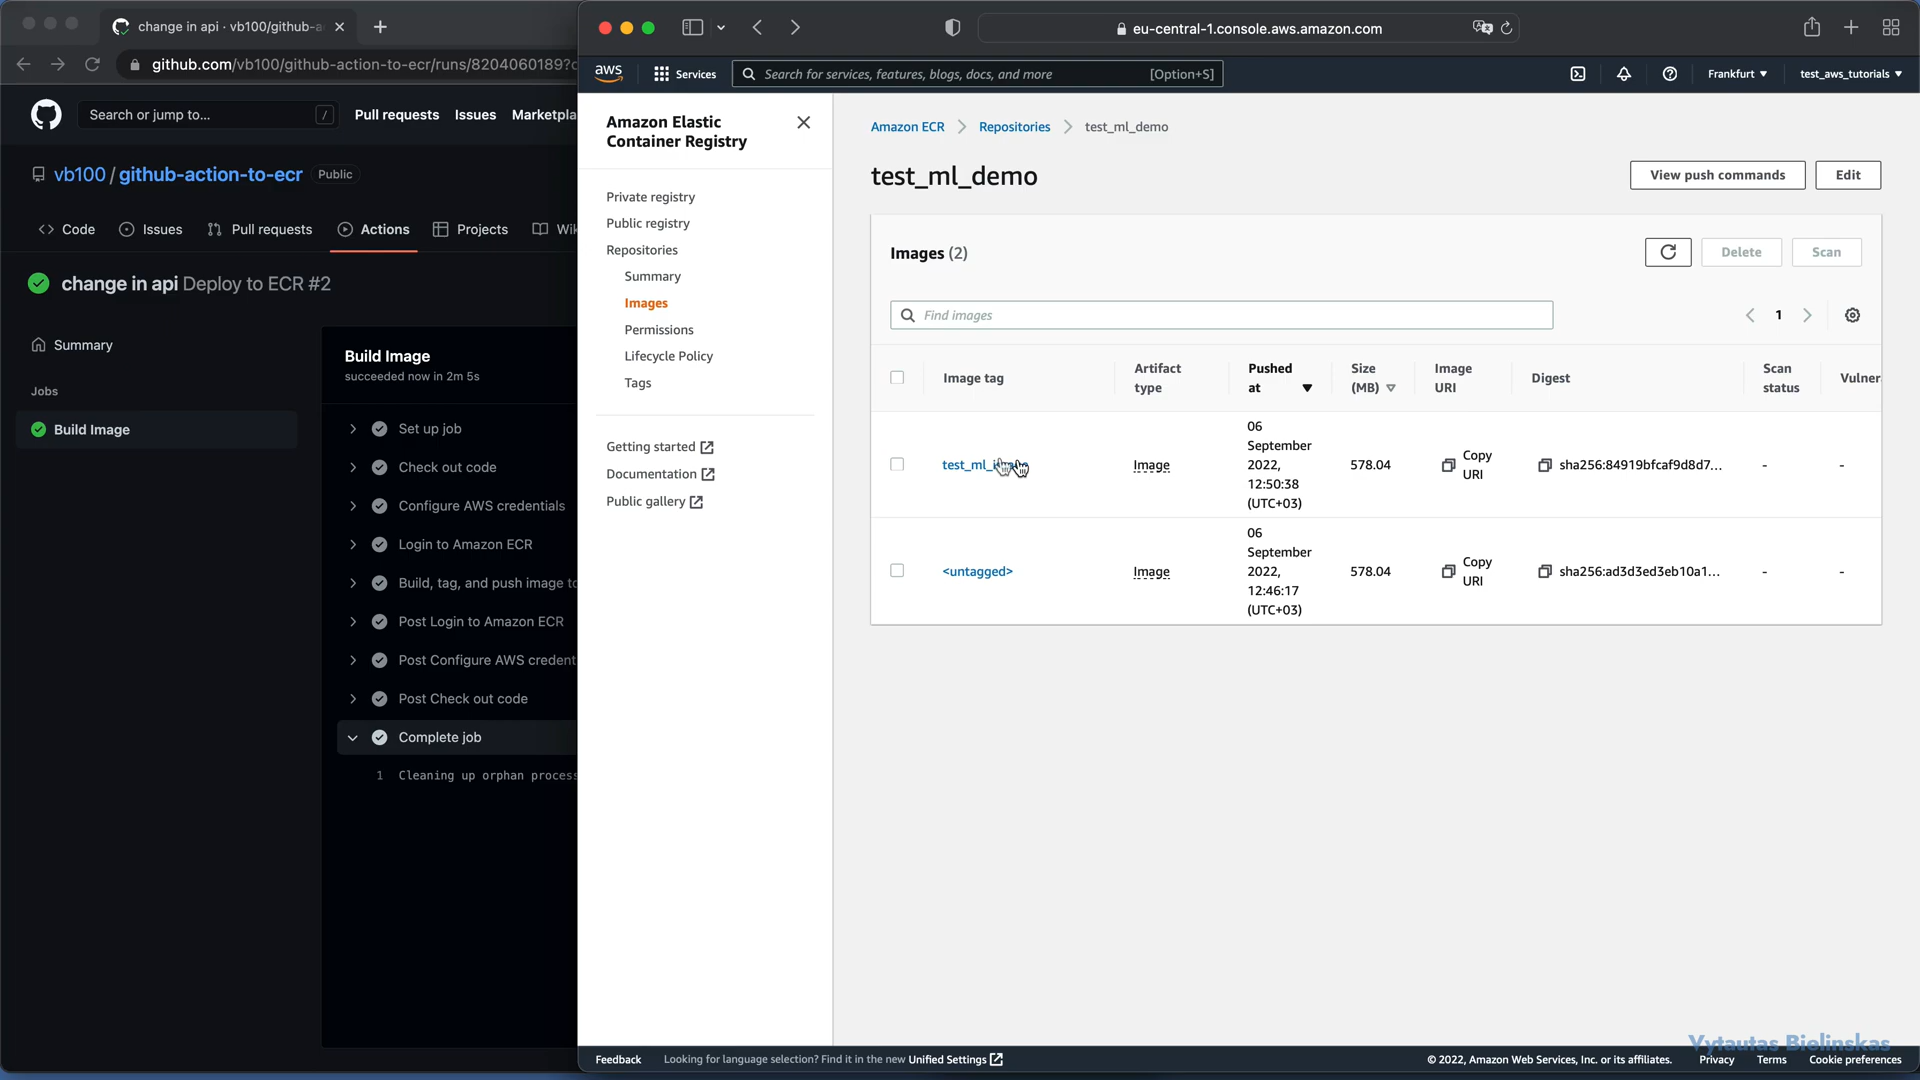 change in api · vb100/github-a
github.com/vb100/github-action-to-ecr/runs/8204060189?c
Search or jump to...
/
Pull requests
Issues
Marketpla
vb100 / github-action-to-ecr
Public
Code
Issues
Pull requests
Actions
Projects
Wik
change in api Deploy to ECR #2
Summary
Jobs
Build Image
Build Image
succeeded now in 2m 5s
Set up job
Check out code
Configure AWS credentials
Login to Amazon ECR
Build, tag, and push image to
Post Login to Amazon ECR
Post Configure AWS credent
Post Check out code
Complete job
1 Cleaning up orphan process
eu-central-1.console.aws.amazon.com
aws
Services
Search for services, features, blogs, docs, and more
[Option+S]
Frankfurt
test_aws_tutorials
Amazon Elastic
Container Registry
Private registry
Public registry
Repositories
Summary
Images
Permissions
Lifecycle Policy
Tags
Getting started
Documentation
Public gallery
Amazon ECR
Repositories
test_ml_demo
test_ml_demo
View push commands
Edit
Images (2)
Delete
Scan
Find images
1
Image tag
Artifact
type
Pushed
at
Size
(MB)
Image
URI
Digest
Scan
status
Vulner
test_ml_
Image
06
September
2022,
12:50:38
(UTC+03)
578.04
Copy
URI
sha256:84919bfcaf9d8d7...
-
-
<untagged>
Image
06
September
2022,
12:46:17
(UTC+03)
578.04
Copy
URI
sha256:ad3d3ed3eb10a1...
-
-
Vytautas Bielinskas
Feedback
Looking for language selection? Find it in the new Unified Settings
© 2022, Amazon Web Services, Inc. or its affiliates.
Privacy
Terms
Cookie preferences